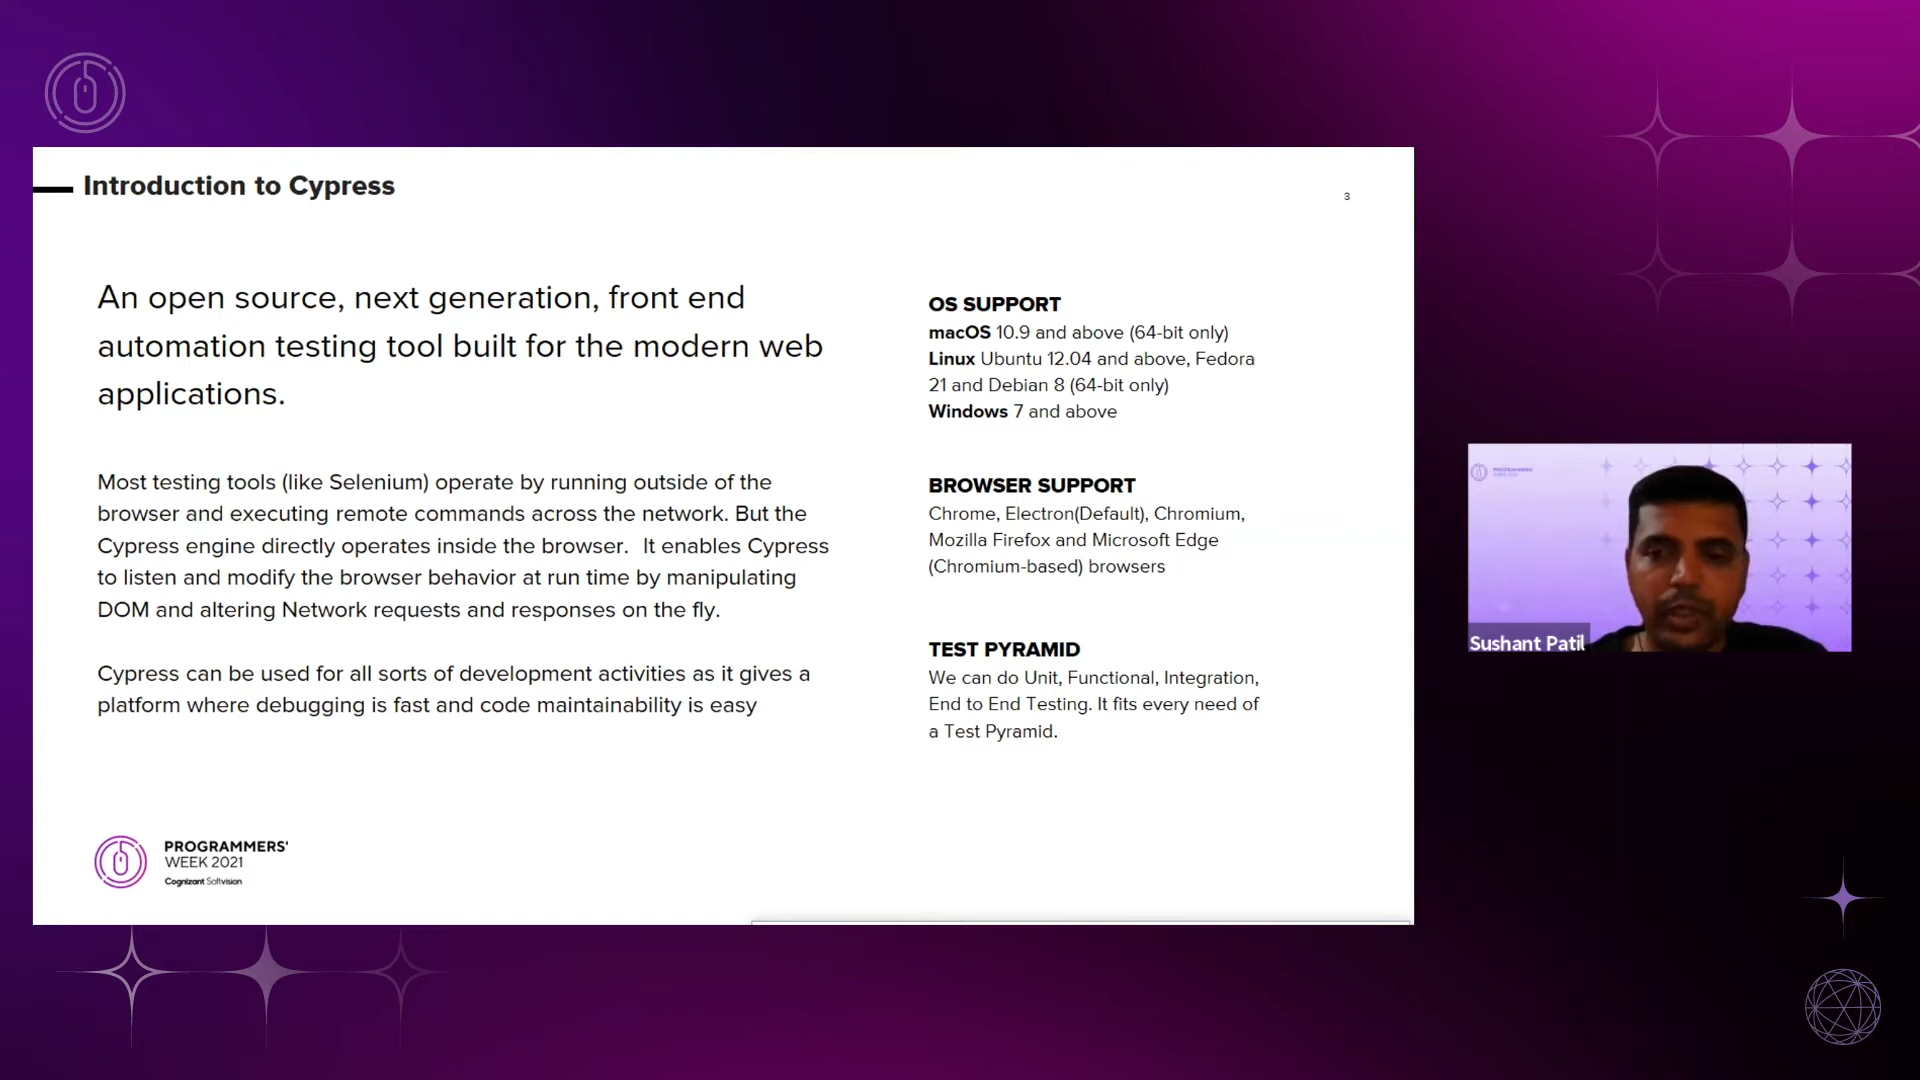 Introduction to Cypress
3
An open source, next generation, front end
automation testing tool built for the modern web
applications.
Most testing tools (like Selenium) operate by running outside of the
browser and executing remote commands across the network. But the
Cypress engine directly operates inside the browser.  It enables Cypress
to listen and modify the browser behavior at run time by manipulating
DOM and altering Network requests and responses on the fly.
Cypress can be used for all sorts of development activities as it gives a
platform where debugging is fast and code maintainability is easy
OS SUPPORT
macOS 10.9 and above (64-bit only)
Linux Ubuntu 12.04 and above, Fedora
21 and Debian 8 (64-bit only)
Windows 7 and above
BROWSER SUPPORT
Chrome, Electron(Default), Chromium,
Mozilla Firefox and Microsoft Edge
(Chromium-based) browsers
TEST PYRAMID
We can do Unit, Functional, Integration,
End to End Testing. It fits every need of
a Test Pyramid.
PROGRAMMERS'
WEEK 2021
Cognizant Softvision
Sushant Patil